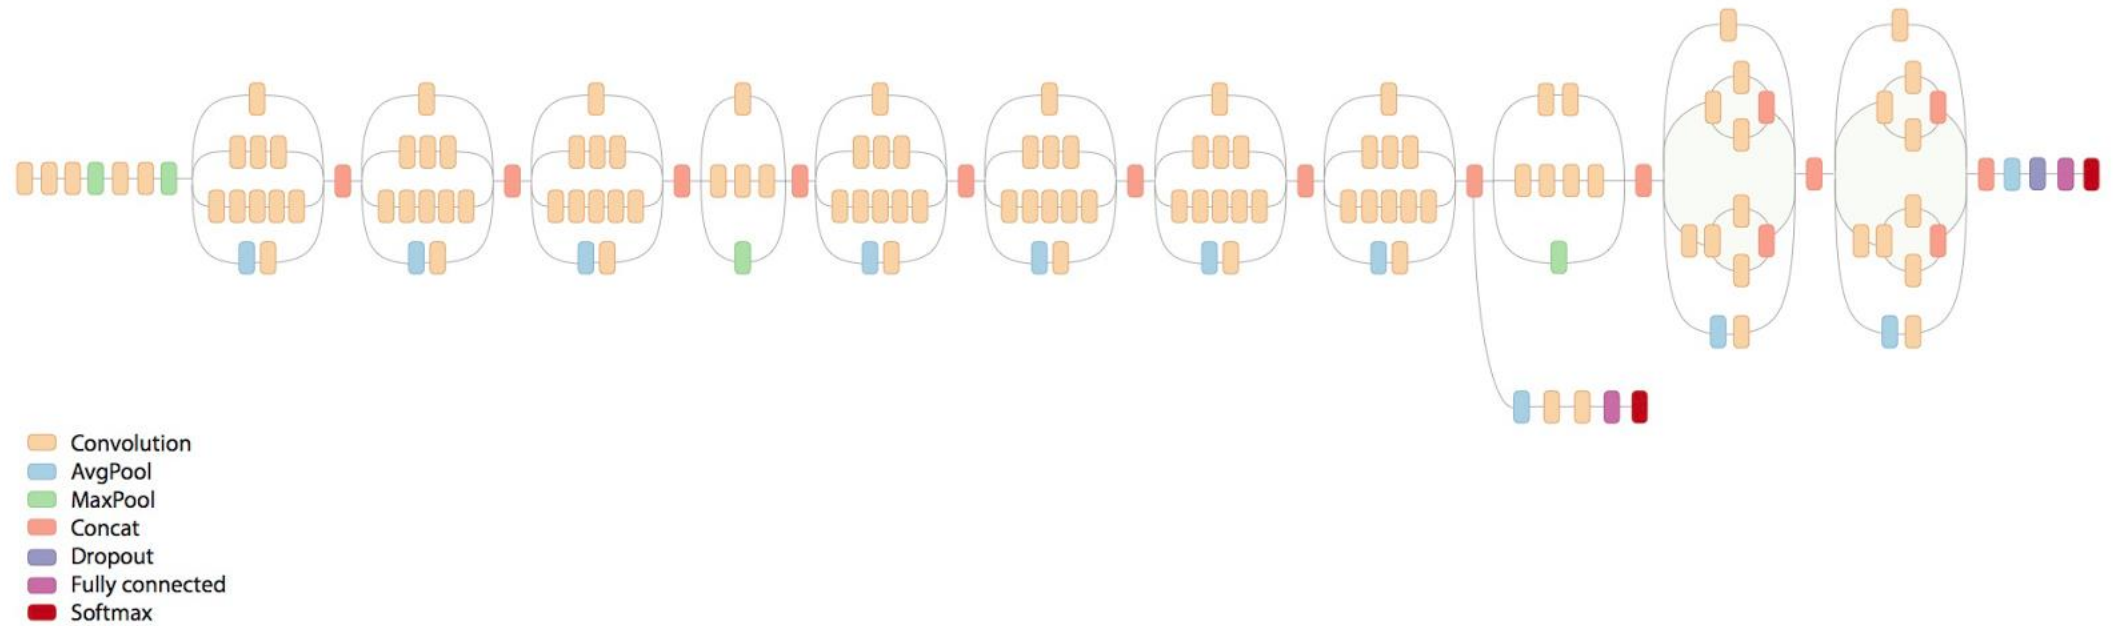 Convolution
AvgPool
MaxPool
Concat
Dropout
Fully connected
Softmax